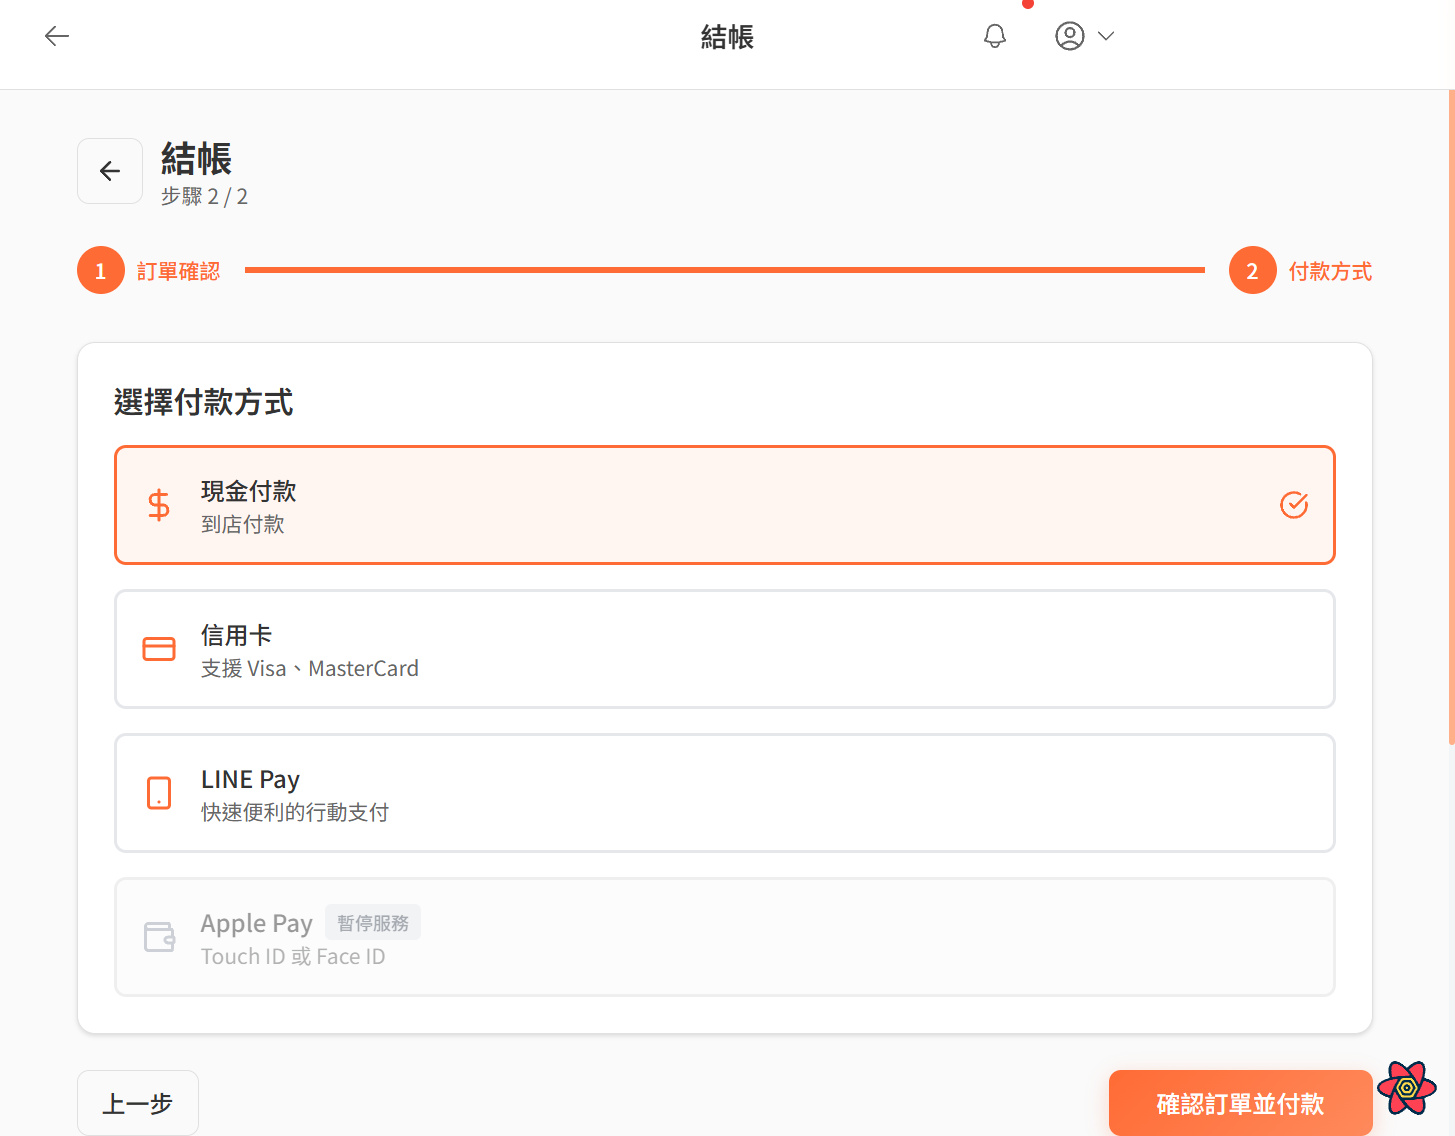 結帳
結帳
步驟 2 / 2
1 訂單確認
2 付款方式
選擇付款方式
現金付款
到店付款
信用卡
支援 Visa、MasterCard
LINE Pay
快速便利的行動支付
Apple Pay 暫停服務
Touch ID 或 Face ID
上一步
確認訂單並付款